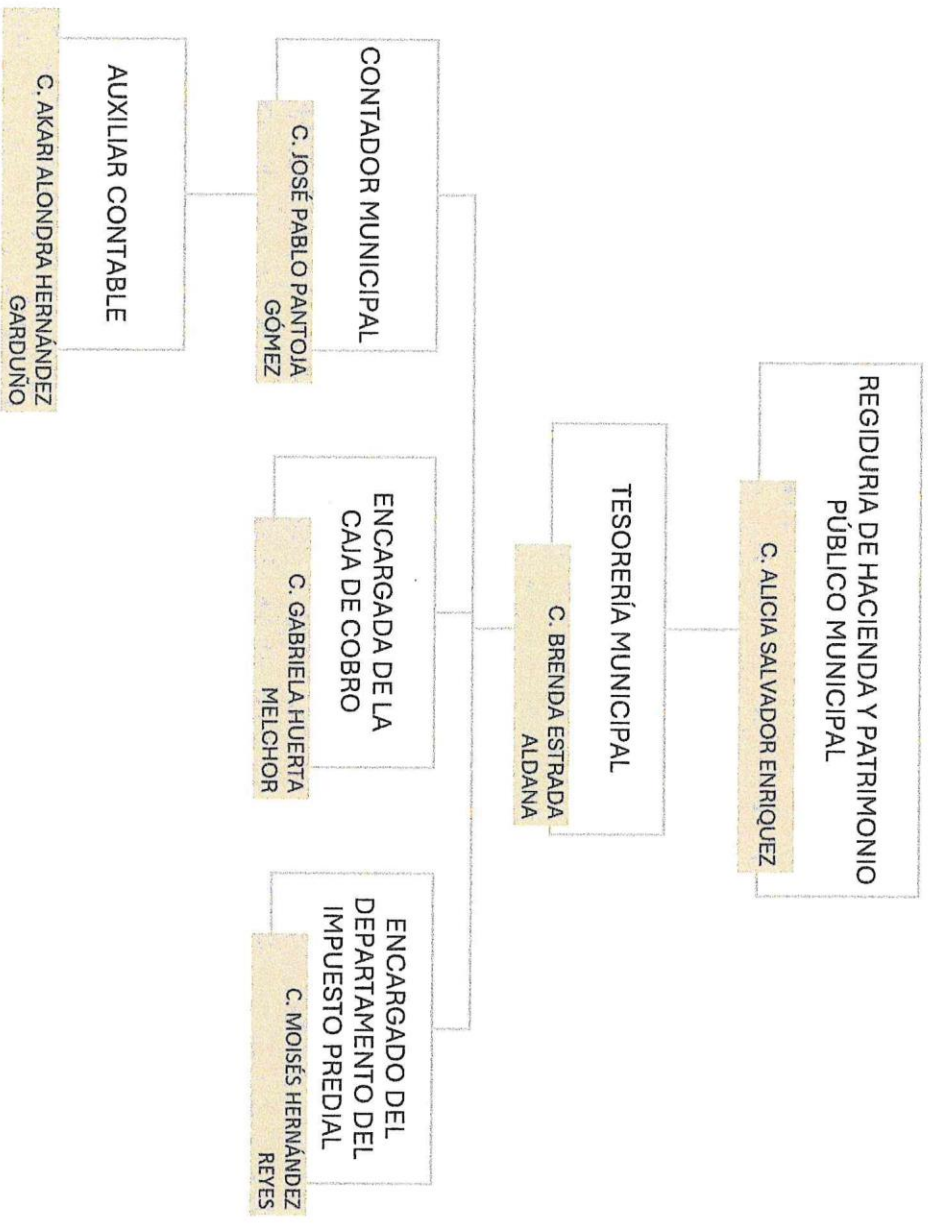 REGIDURIA DE HACIENDA Y PATRIMONIO
PÚBLICO MUNICIPAL
C. ALICIA SALVADOR ENRIQUEZ
TESORERÍA MUNICIPAL
C. BRENDA ESTRADA
ALDANA
CONTADOR MUNICIPAL
C. JOSÉ PABLO PANTOJA
GÓMEZ
ENCARGADA DE LA
CAJA DE COBRO
C. GABRIELA HUERTA
MELCHOR
ENCARGADO DEL
DEPARTAMENTO DEL
IMPUESTO PREDIAL
C. MOISÉS HERNÁNDEZ
REYES
AUXILIAR CONTABLE
C. AKARI ALONDRA HERNÁNDEZ
GARDUÑO